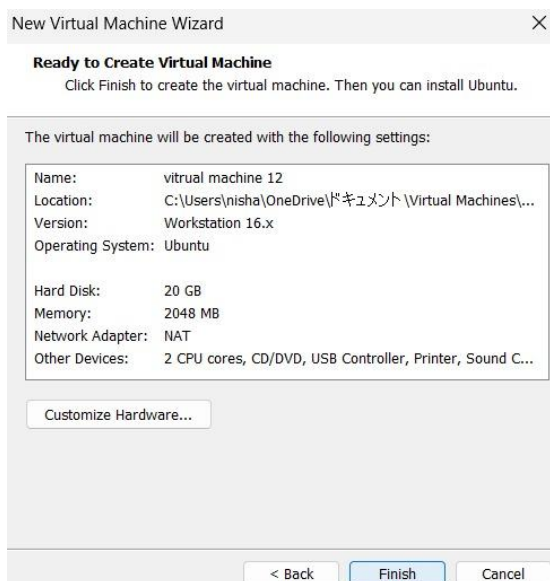 New Virtual Machine Wizard
Ready to Create Virtual Machine
Click Finish to create the virtual machine. Then you can install Ubuntu.
The virtual machine will be created with the following settings:
Name: vitrual machine 12
Location: C:\Users\nisha\OneDrive\ドキュメント\Virtual Machines\...
Version: Workstation 16.x
Operating System: Ubuntu
Hard Disk: 20 GB
Memory: 2048 MB
Network Adapter: NAT
Other Devices: 2 CPU cores, CD/DVD, USB Controller, Printer, Sound C...
Customize Hardware...
< Back Finish Cancel